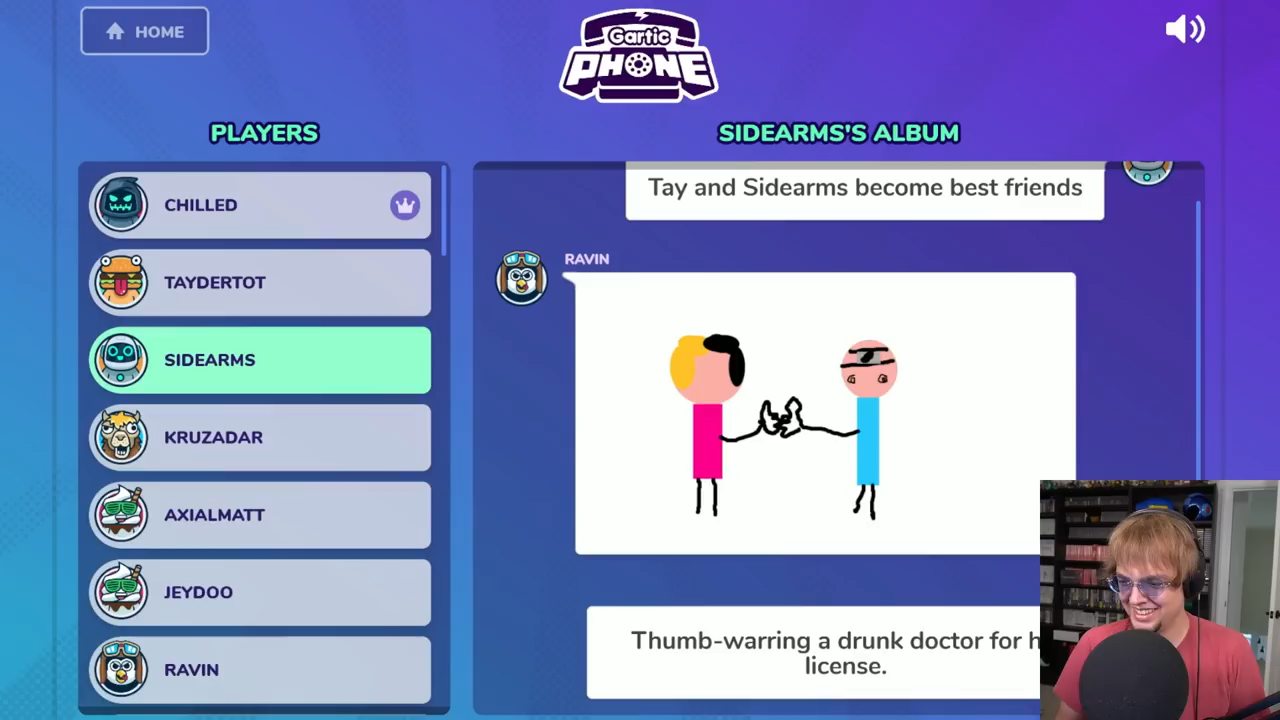 HOME
Gartic
PHONE
PLAYERS
SIDEARMS'S ALBUM
CHILLED
TAYDERTOT
SIDEARMS
KRUZADAR
AXIALMATT
JEYDOO
RAVIN
Tay and Sidearms become best friends
RAVIN
Thumb-warring a drunk doctor for
license.